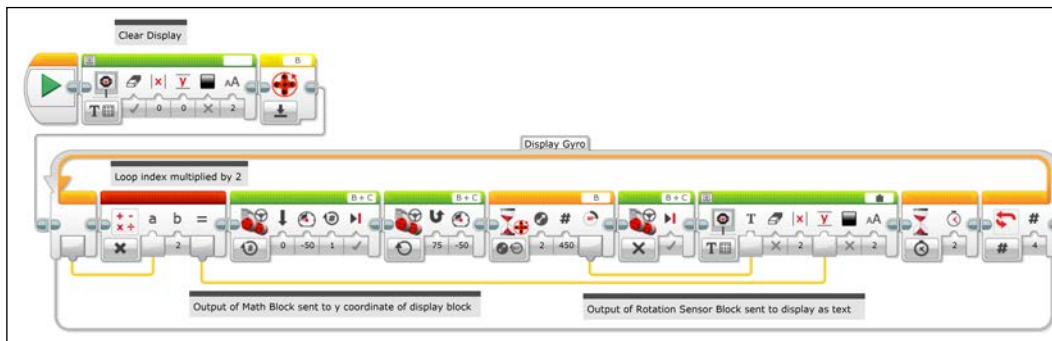 Clear Display
B
|x| y AA
T 0 0 2
Display Gyro
Loop index multiplied by 2
B + C
B + C
B
B + C
+ - x ÷ a b =
#
#
T |x| y AA
#
2
0 -50 1
75 -50
2 450
T 2 2
2
# 4
Output of Math Block sent to y coordinate of display block
Output of Rotation Sensor Block sent to display as text